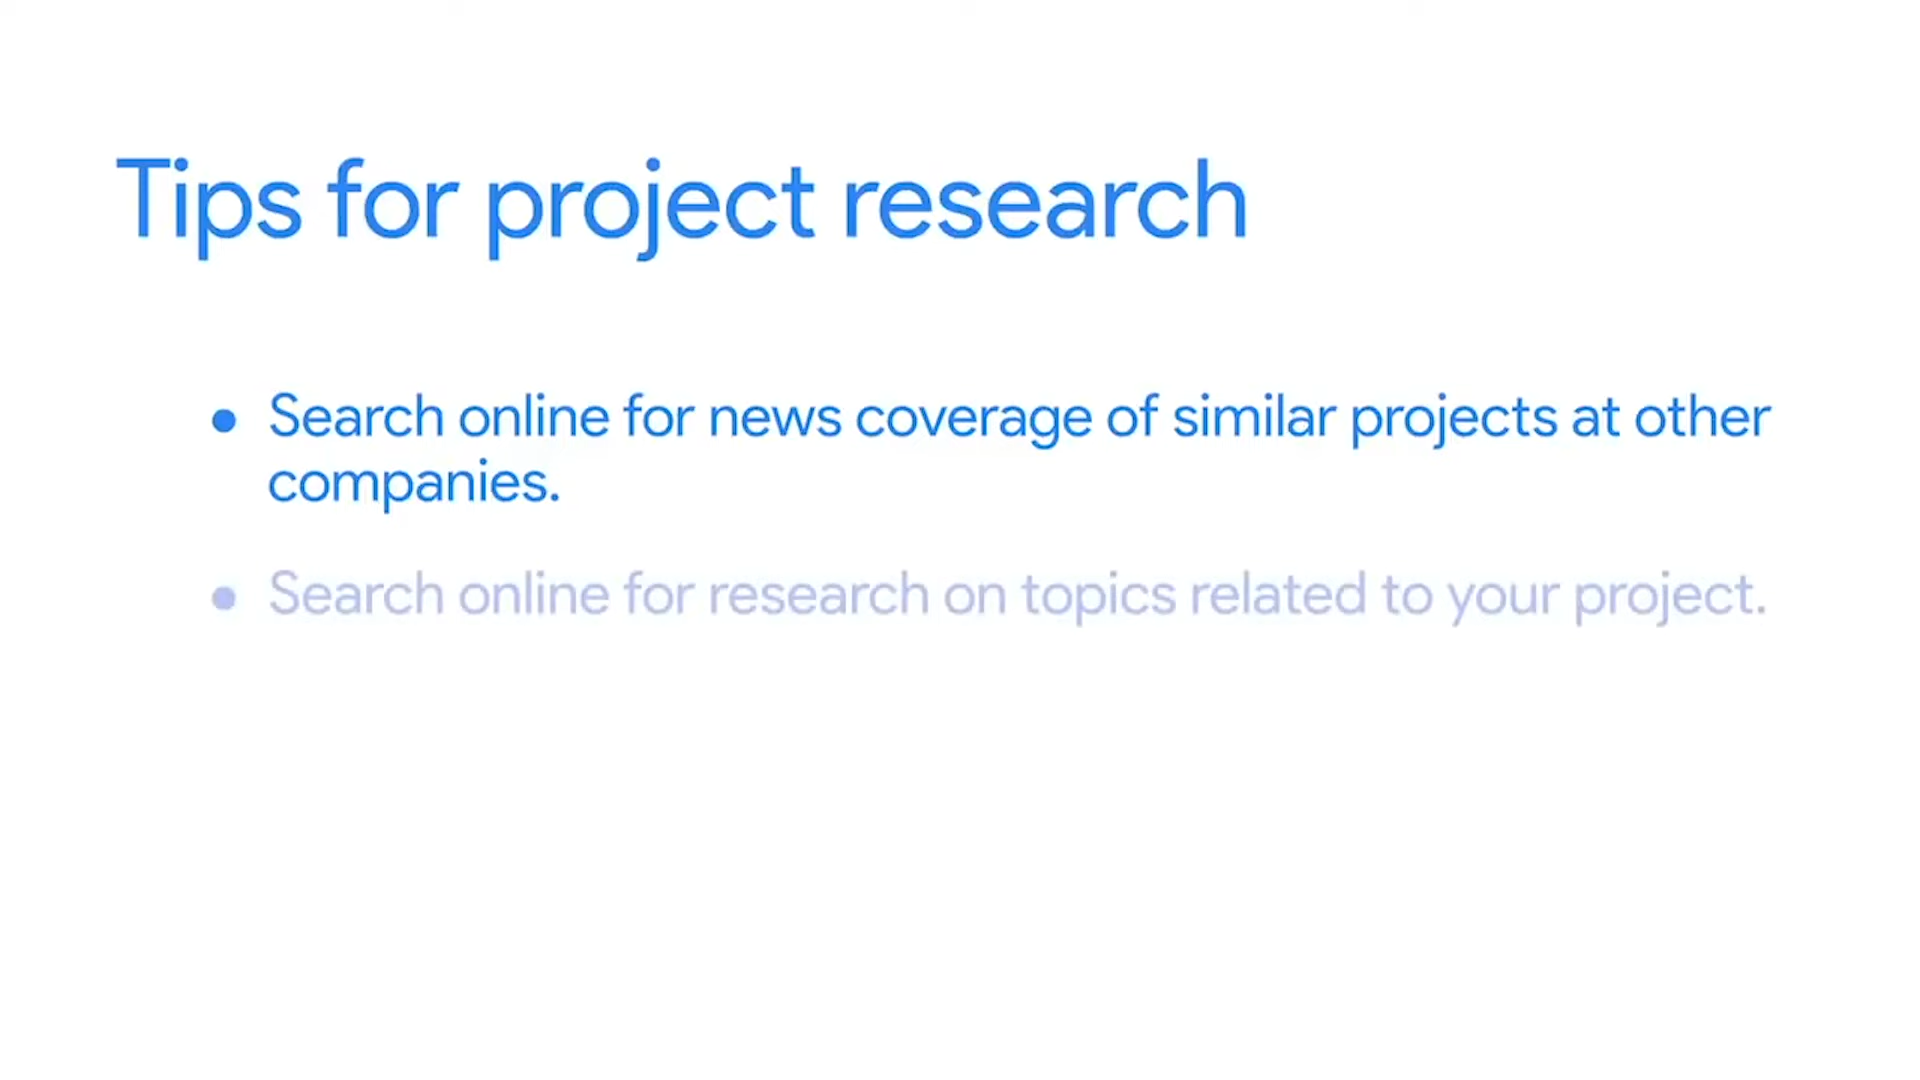 Tips for project research
● Search online for news coverage of similar projects at other
companies.
● Search online for research on topics related to your project.